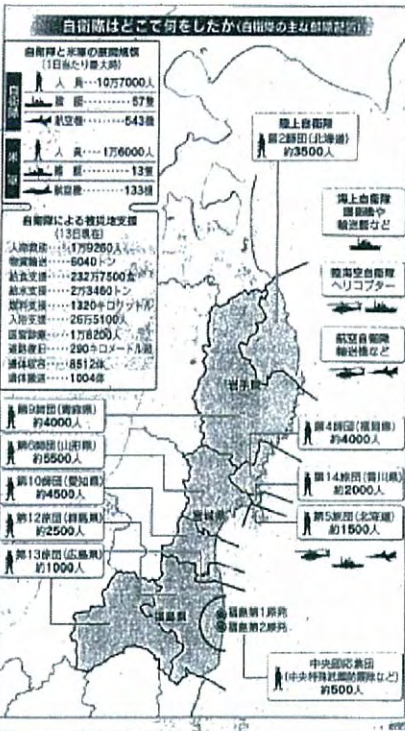 自衛隊はどこで何をしたか(自衛隊の主な部隊配置)
自衛隊と米軍の展開規模
(1日当たり最大時)
自衛隊
人員……10万7000人
艦艇……57隻
航空機……543機
米軍
人員……1万6000人
艦艇……13隻
航空機……133機
自衛隊による被災地支援
(13日現在)
人命救助……1万9260人
物資輸送……6040トン
給食支援……232万7500食
給水支援……2万3460トン
燃料支援……1320キロリットル
入浴支援……26万5100人
医官診療……1万8200人
道路復旧……290キロメートル
遺体収容……8512体
遺体搬送……1004体
陸上自衛隊
第2師団(北海道)
約3500人
海上自衛隊
護衛艦や
輸送艦など
陸海空自衛隊
ヘリコプター
航空自衛隊
輸送機など
岩手県
第9師団(青森県)
約4000人
第6師団(山形県)
約5500人
第10師団(愛知県)
約4500人
第12旅団(群馬県)
約2500人
第13旅団(広島県)
約1000人
第4師団(福岡県)
約4000人
第14旅団(香川県)
約2000人
第5旅団(北海道)
約1500人
宮城県
福島県
福島第1原発
福島第2原発
中央即応集団
(中央特殊武器防護隊など)
約500人